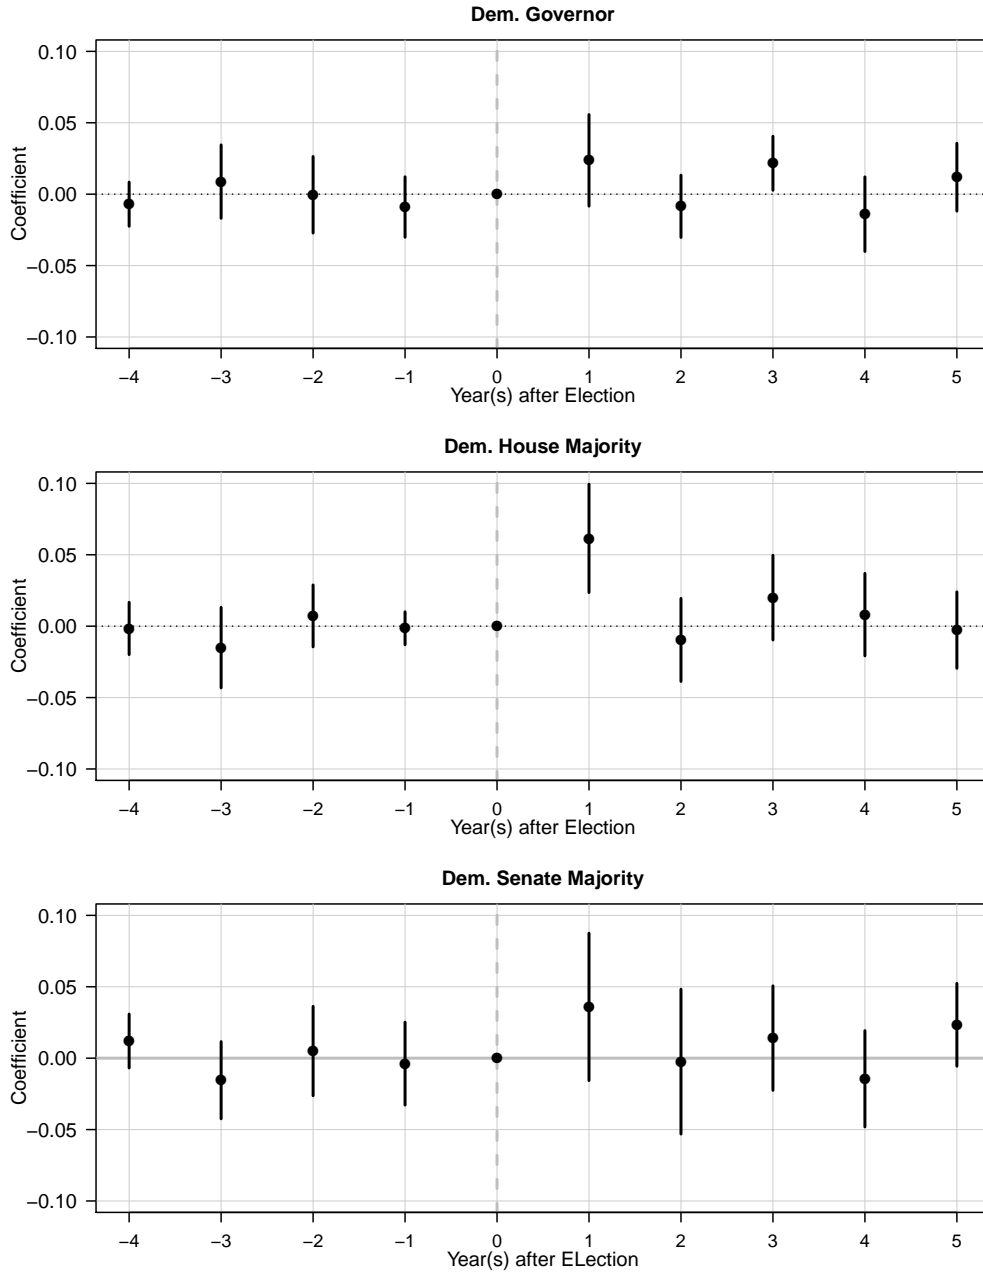 Dem. Governor
0.10
0.05
0.00
−0.05
−0.10
Coefficient
−4 −3 −2 −1 0 1 2 3 4 5
Year(s) after Election
Dem. House Majority
0.10
0.05
0.00
−0.05
−0.10
Coefficient
−4 −3 −2 −1 0 1 2 3 4 5
Year(s) after Election
Dem. Senate Majority
0.10
0.05
0.00
−0.05
−0.10
Coefficient
−4 −3 −2 −1 0 1 2 3 4 5
Year(s) after ELection